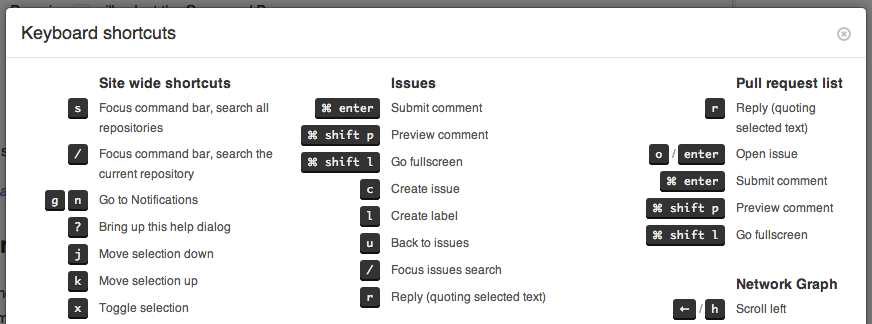 Keyboard shortcuts
Site wide shortcuts
s Focus command bar, search all
repositories
/ Focus command bar, search the
current repository
g n Go to Notifications
? Bring up this help dialog
j Move selection down
k Move selection up
x Toggle selection
Issues
⌘ enter Submit comment
⌘ shift p Preview comment
⌘ shift l Go fullscreen
c Create issue
l Create label
u Back to issues
/ Focus issues search
r Reply (quoting selected text)
Pull request list
r Reply (quoting
selected text)
o / enter Open issue
⌘ enter Submit comment
⌘ shift p Preview comment
⌘ shift l Go fullscreen
Network Graph
← / h Scroll left